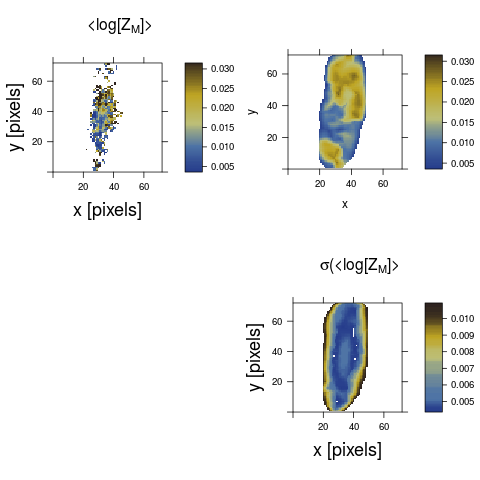 <log[Z_M]>
y [pixels]
60
40
20
20 40 60
x [pixels]
0.030
0.025
0.020
0.015
0.010
0.005
y
60
40
20
20 40 60
x
0.030
0.025
0.020
0.015
0.010
0.005
σ(<log[Z_M]>
y [pixels]
60
40
20
20 40 60
x [pixels]
0.010
0.009
0.008
0.007
0.006
0.005